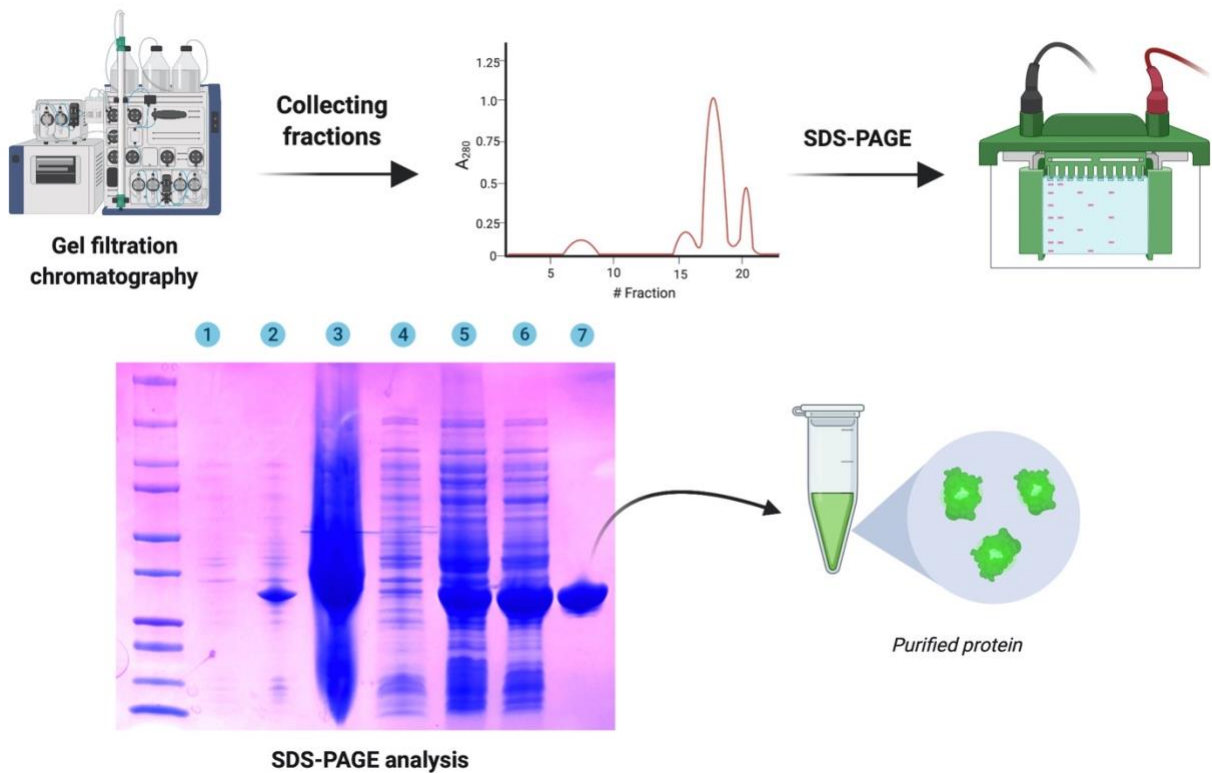 Gel filtration
chromatography
Collecting
fractions
A280
1.25
1.0
0.75
0.5
0.25
0
5
10
15
20
# Fraction
SDS-PAGE
1
2
3
4
5
6
7
SDS-PAGE analysis
Purified protein